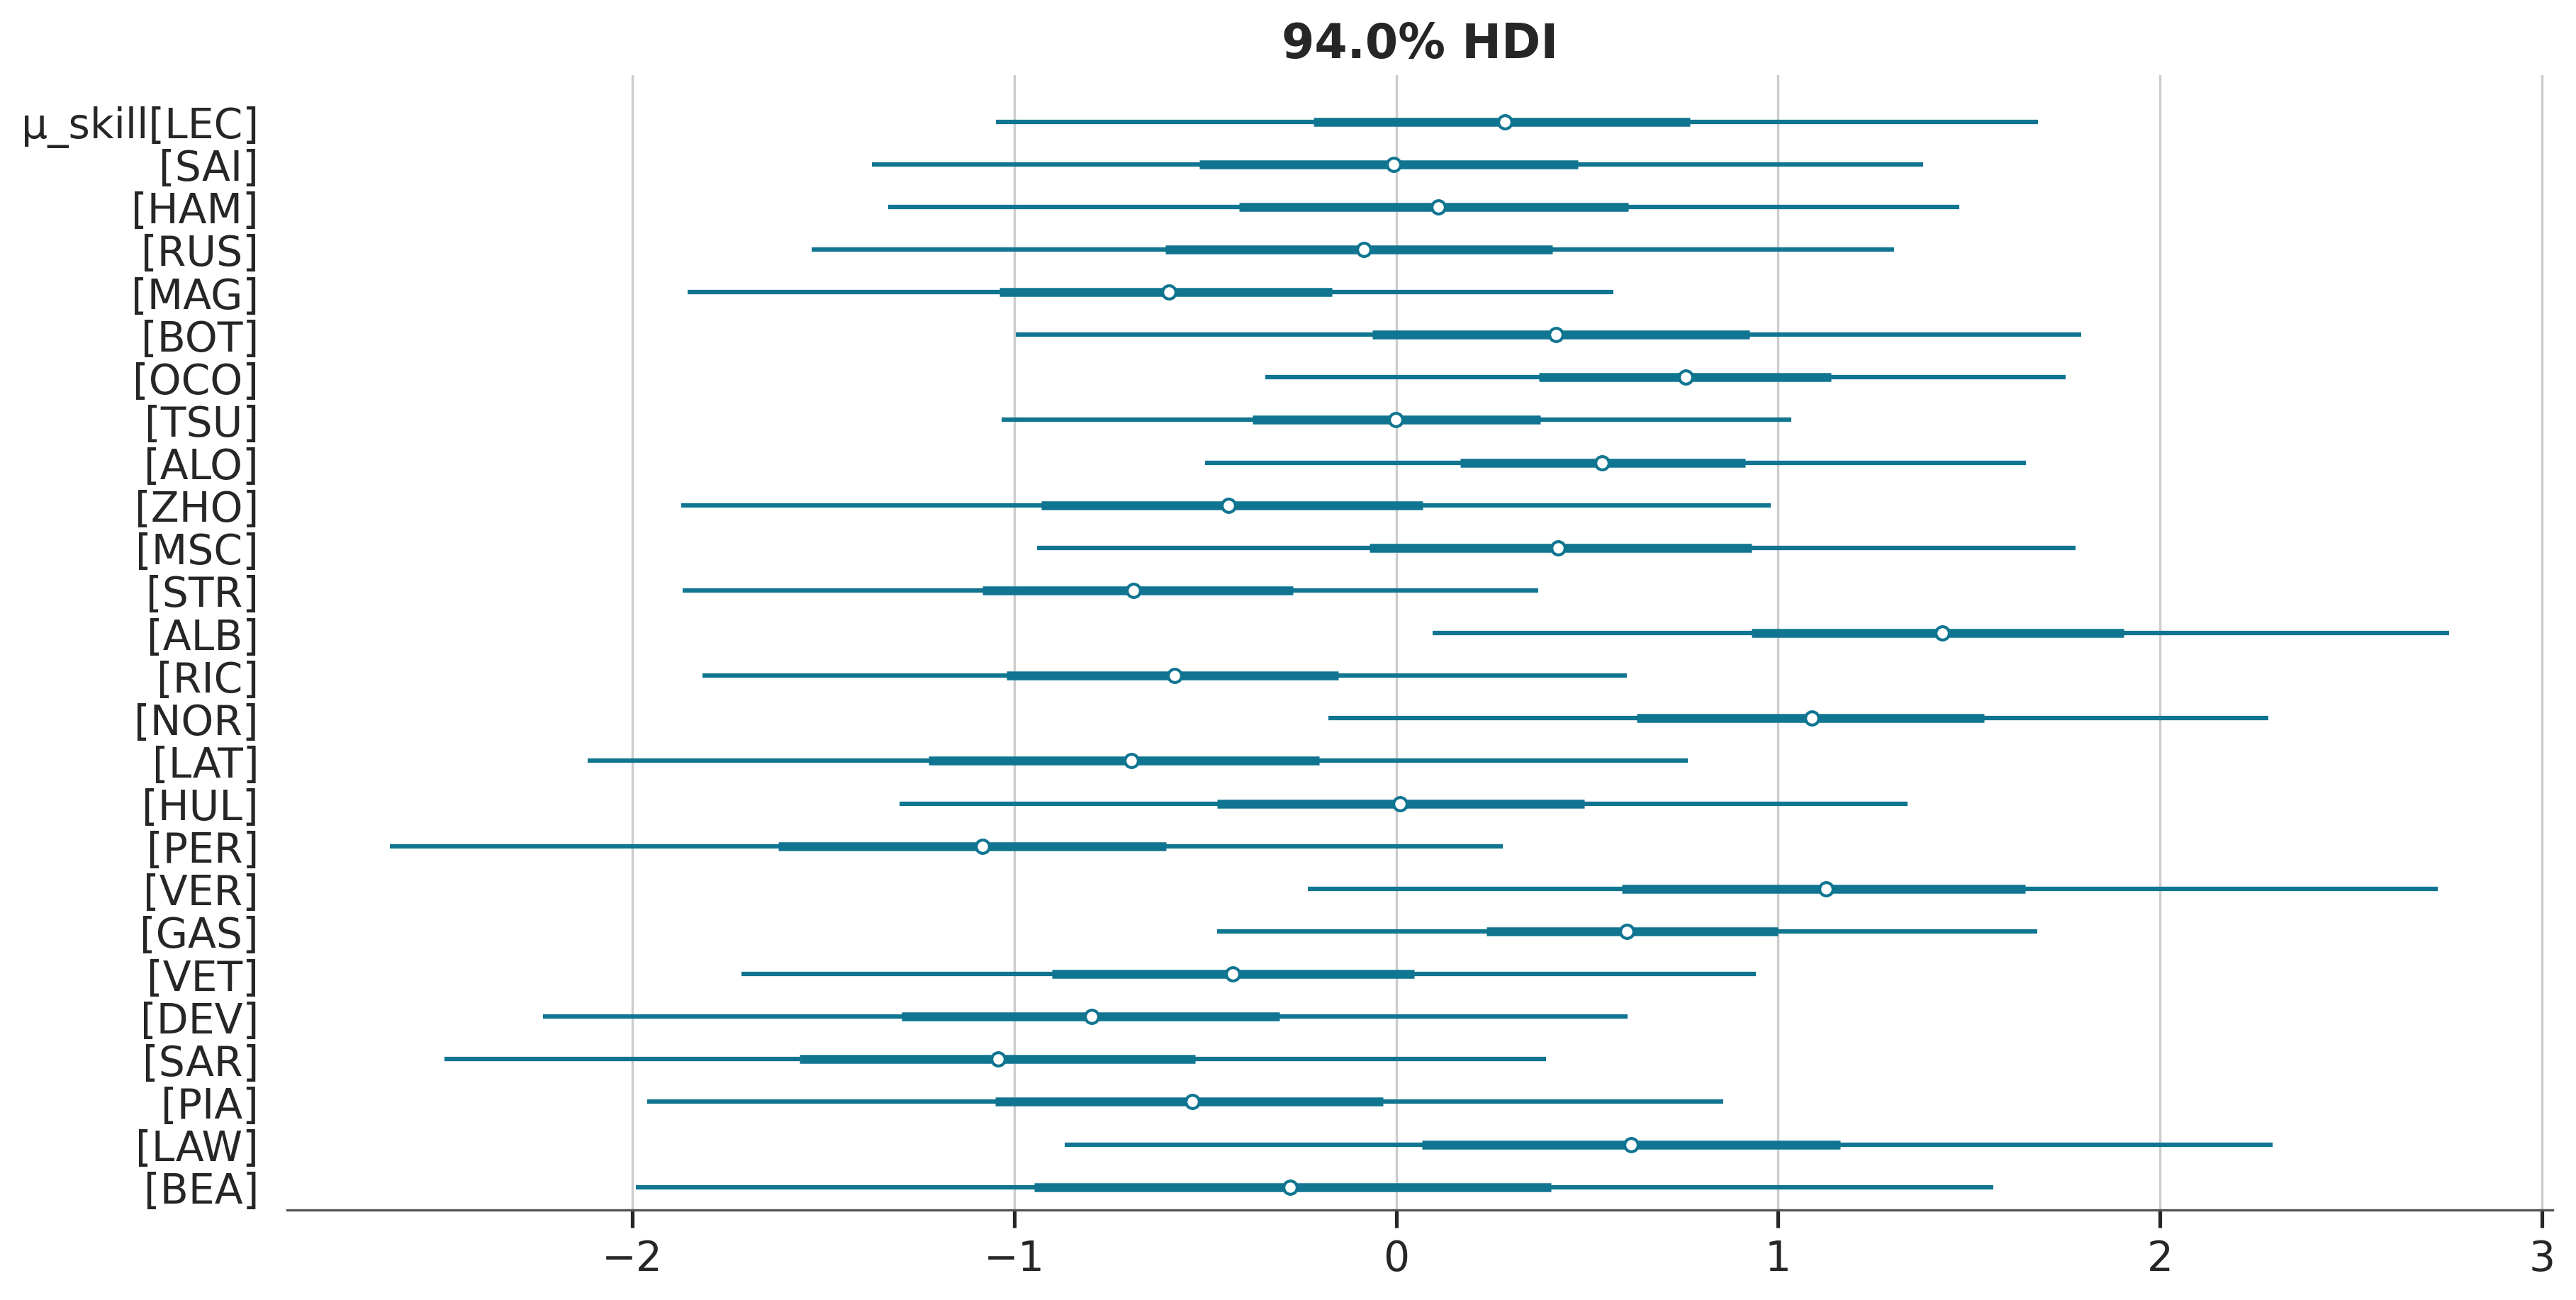 94.0% HDI
μ_skill[LEC]
[SAI]
[HAM]
[RUS]
[MAG]
[BOT]
[OCO]
[TSU]
[ALO]
[ZHO]
[MSC]
[STR]
[ALB]
[RIC]
[NOR]
[LAT]
[HUL]
[PER]
[VER]
[GAS]
[VET]
[DEV]
[SAR]
[PIA]
[LAW]
[BEA]
−2 −1 0 1 2 3